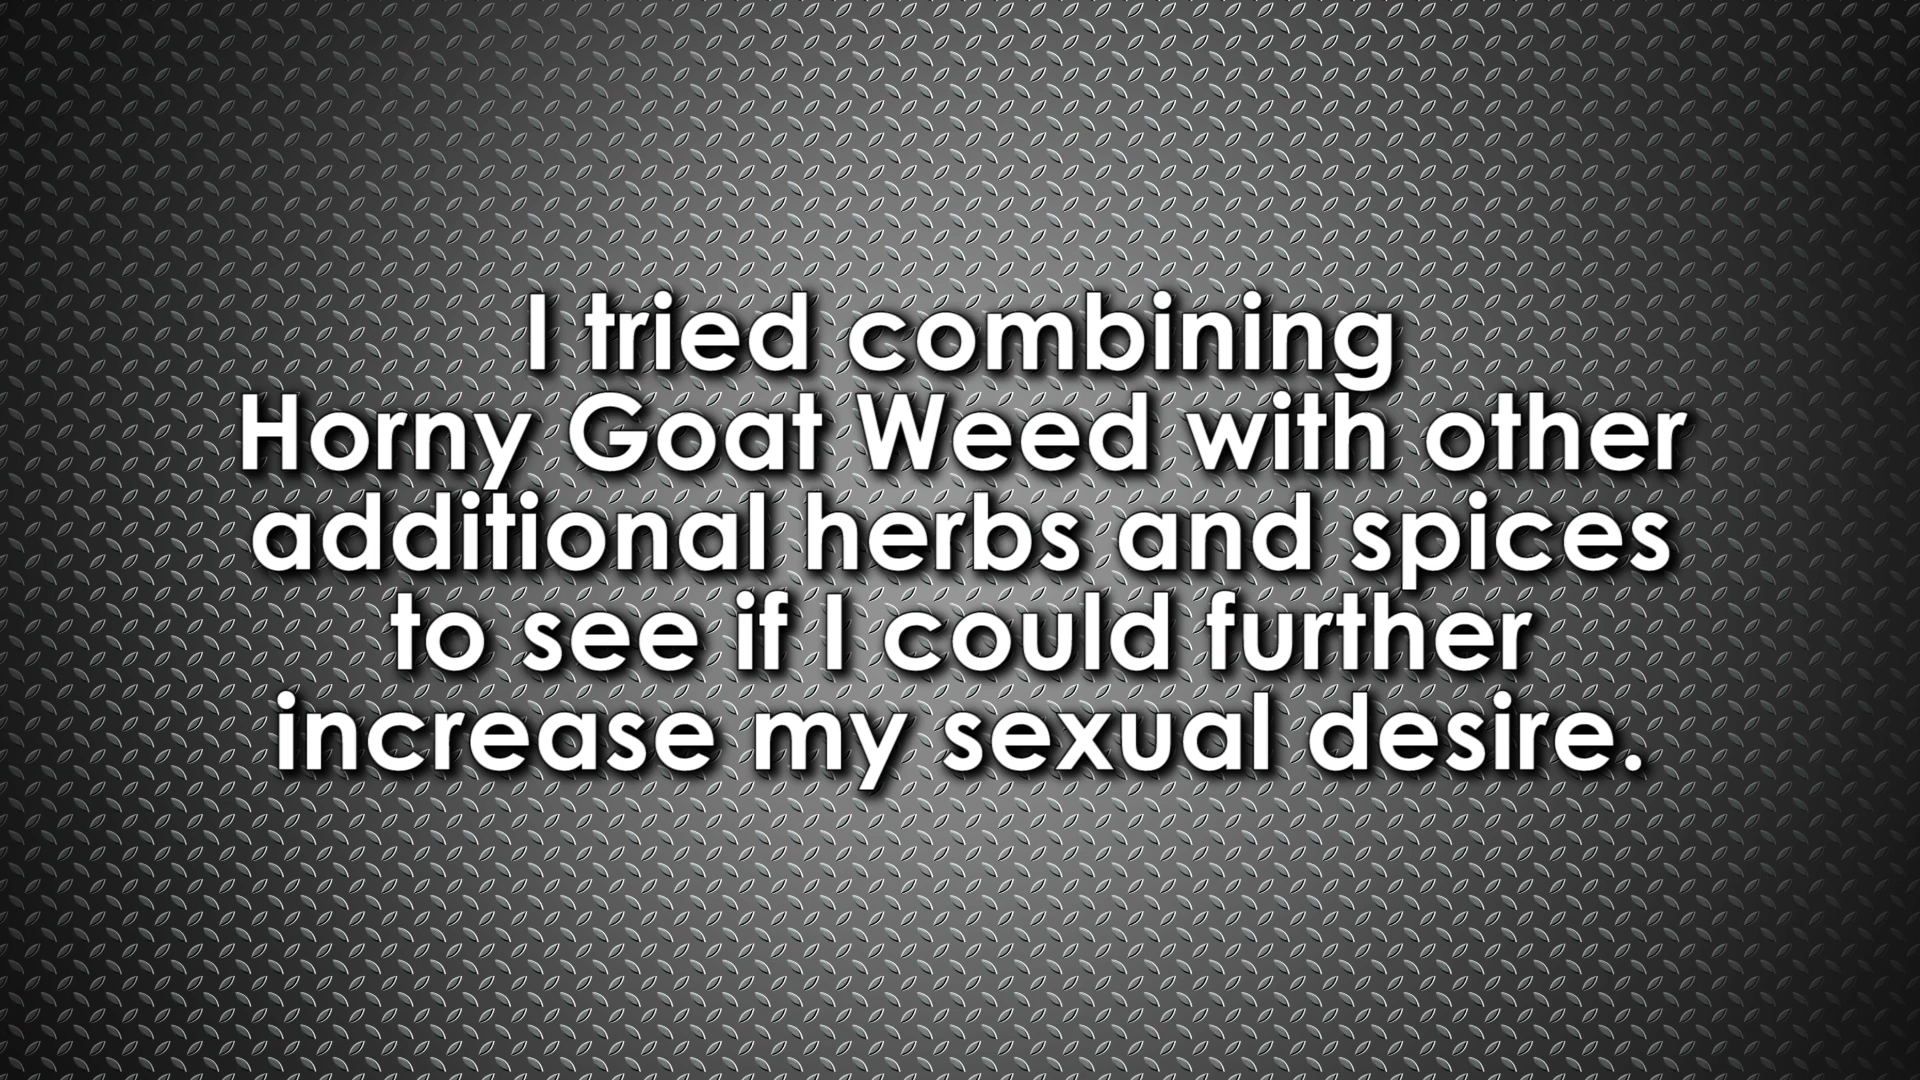 I tried combining
Horny Goat Weed with other
additional herbs and spices
to see if I could further
increase my sexual desire.